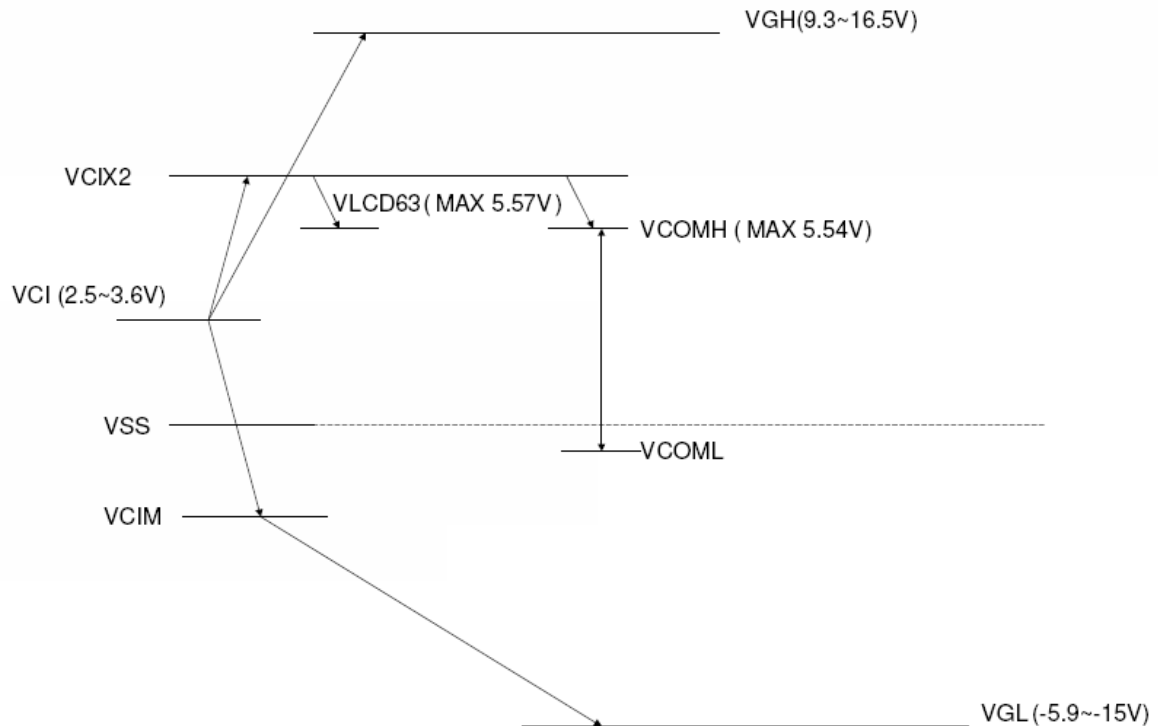 VGH(9.3~16.5V)
VCIX2
VLCD63 ( MAX 5.57V)
VCOMH ( MAX 5.54V)
VCI (2.5~3.6V)
VSS
VCOML
VCIM
VGL (-5.9~-15V)